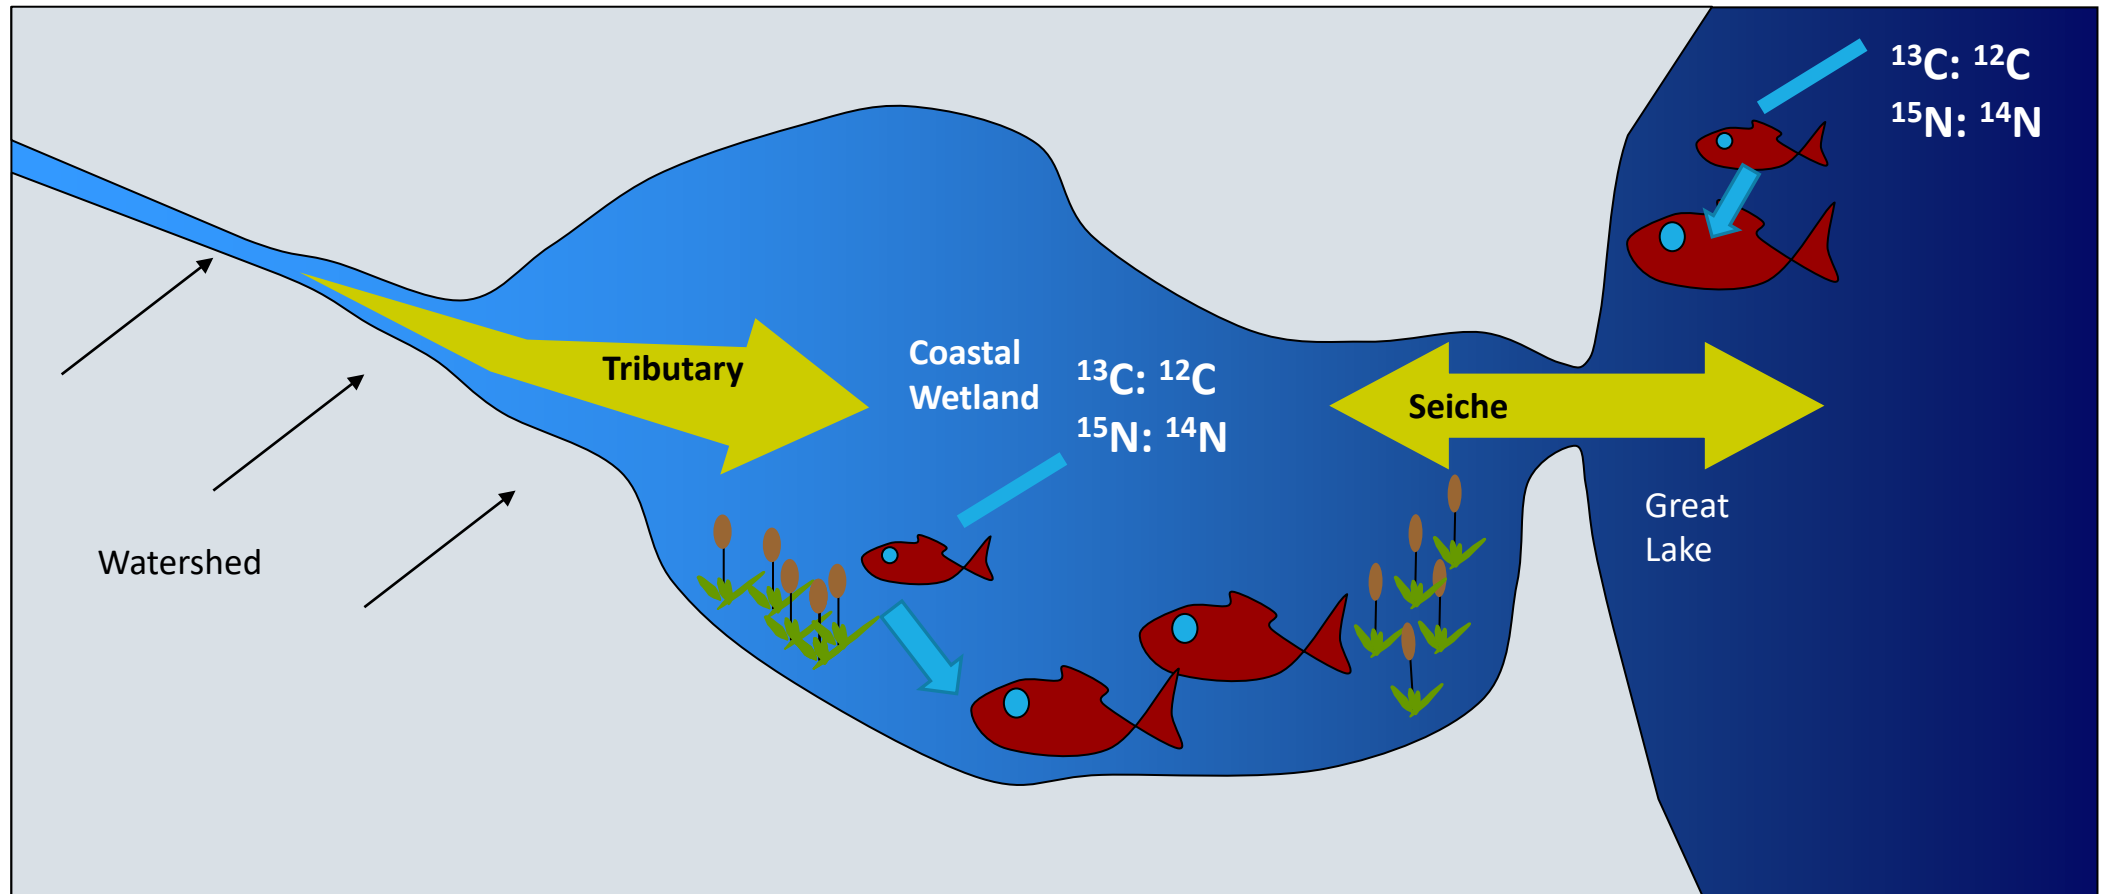 ¹³C: ¹²C
¹⁵N: ¹⁴N
Tributary
Coastal
Wetland
¹³C: ¹²C
¹⁵N: ¹⁴N
Seiche
Great
Lake
Watershed